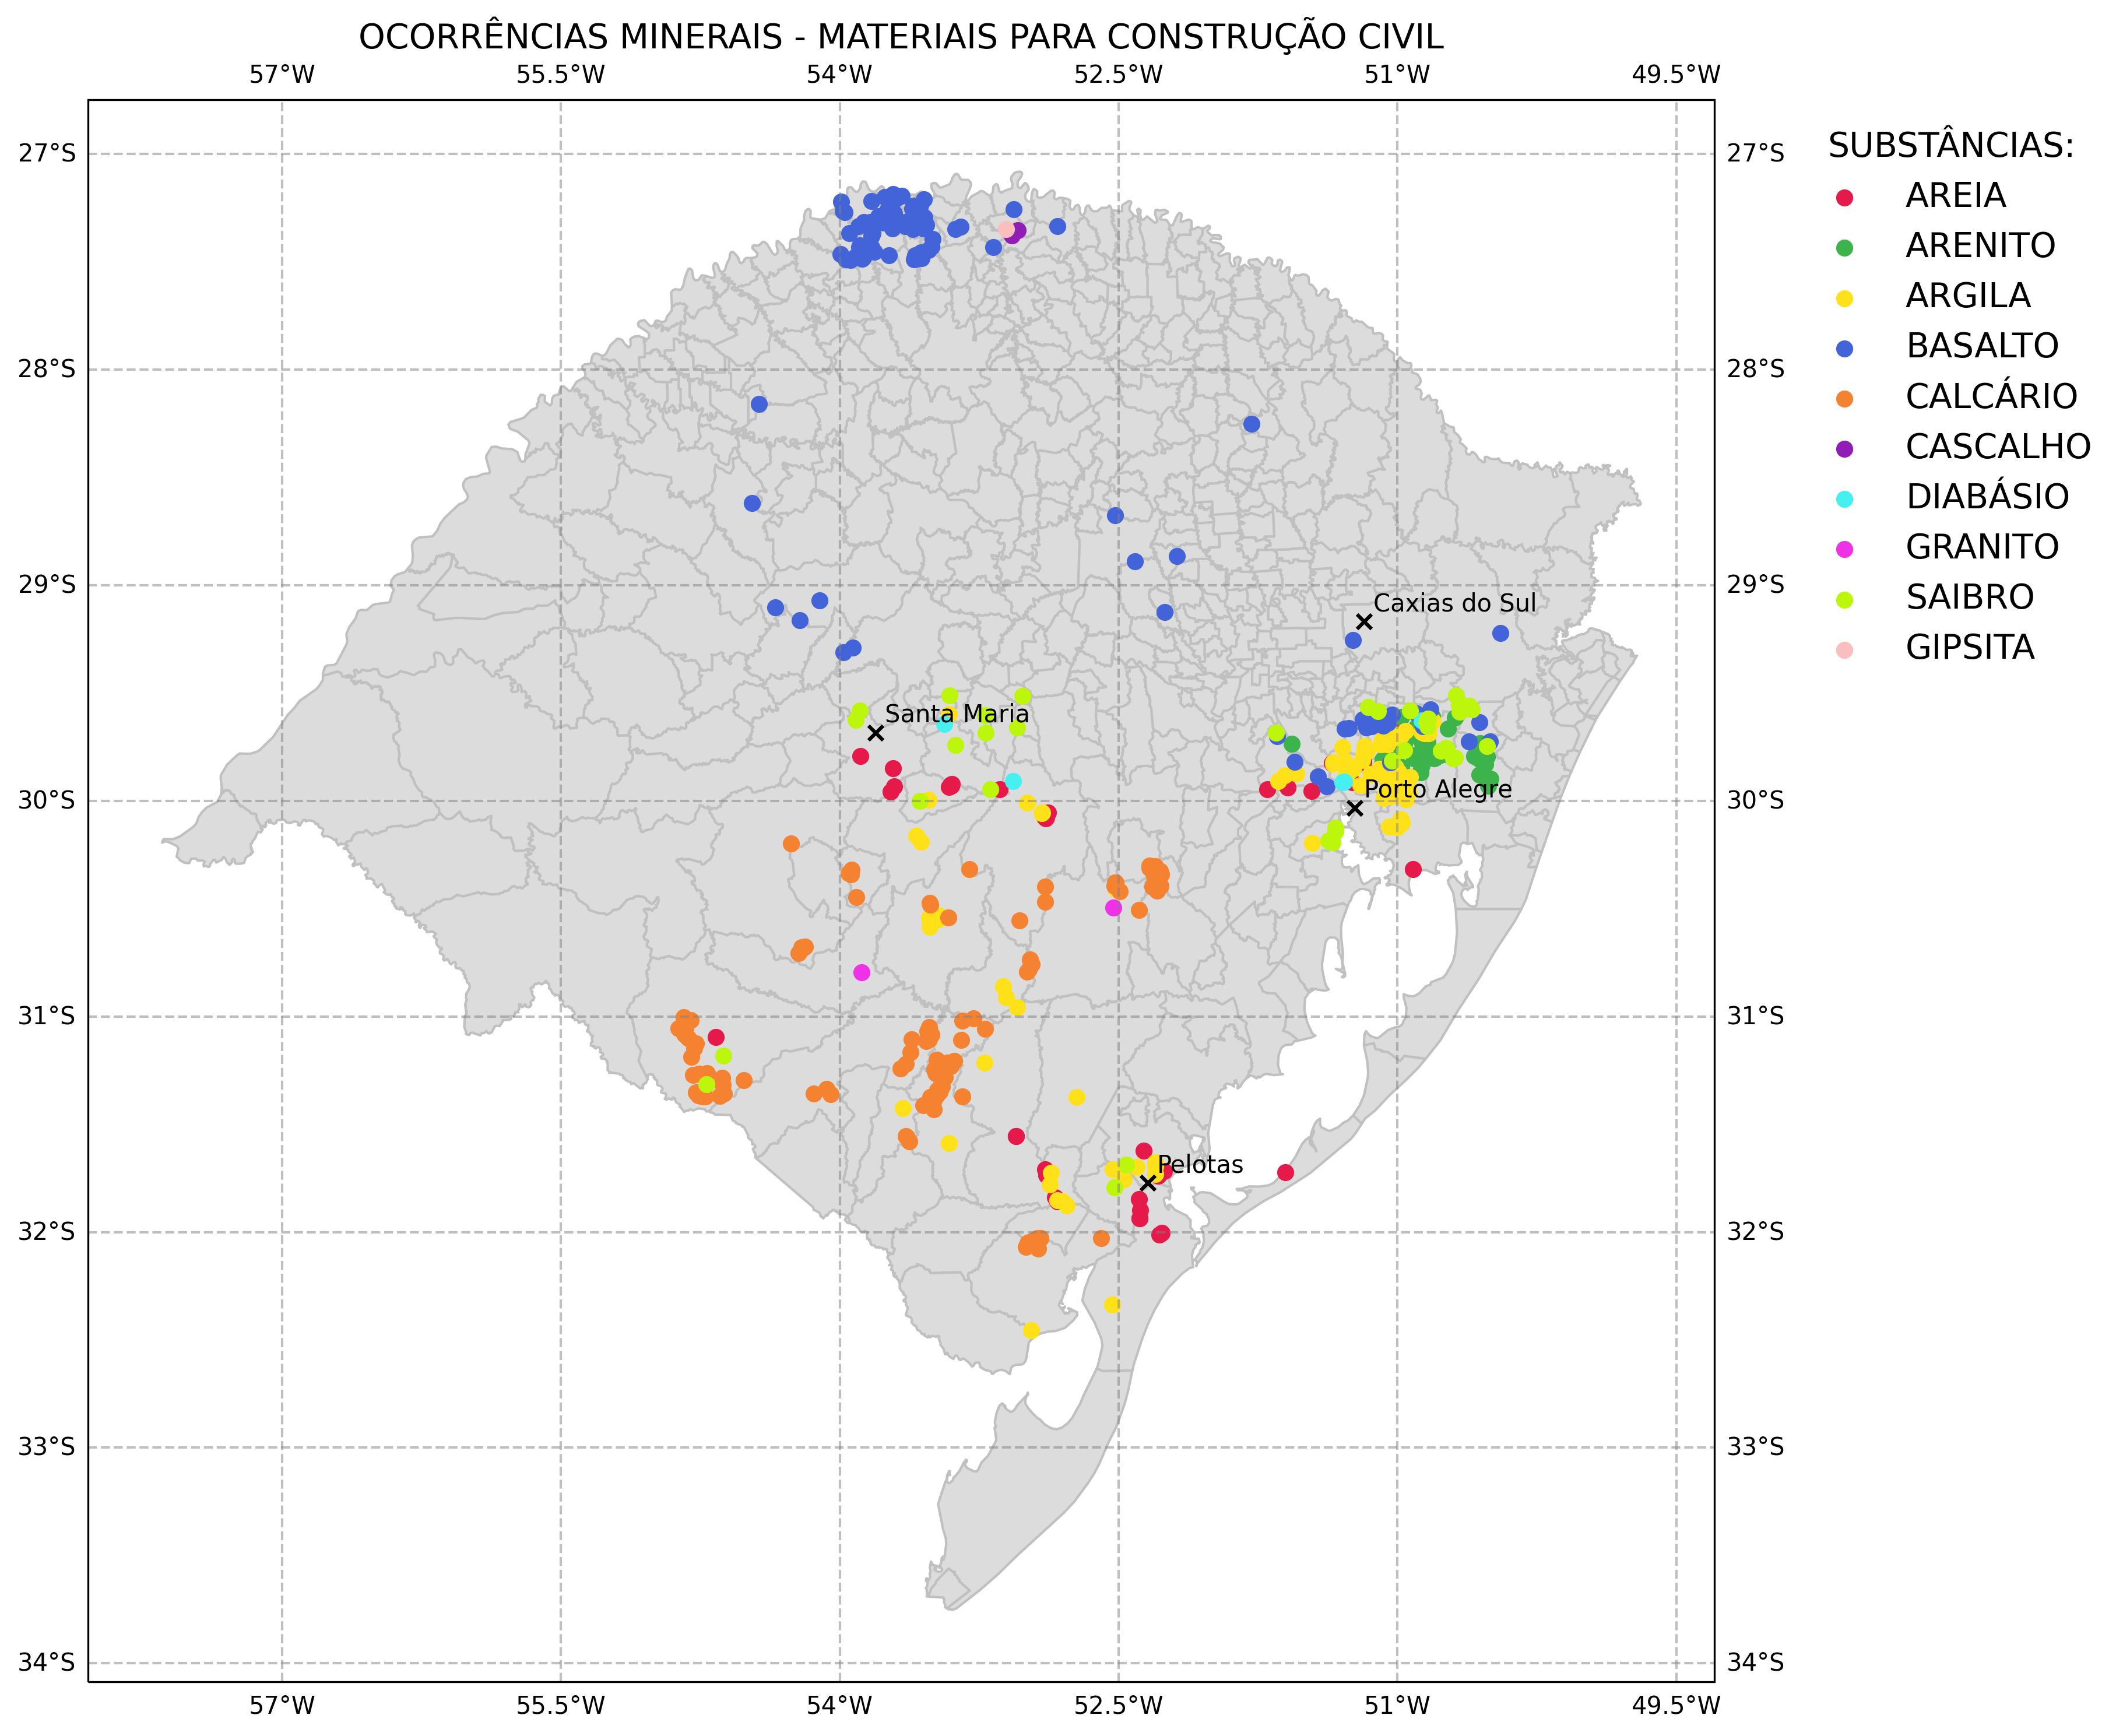 OCORRÊNCIAS MINERAIS - MATERIAIS PARA CONSTRUÇÃO CIVIL
57°W 55.5°W 54°W 52.5°W 51°W 49.5°W
27°S 27°S
SUBSTÂNCIAS:
AREIA
ARENITO
ARGILA
BASALTO
CALCÁRIO
CASCALHO
DIABÁSIO
GRANITO
SAIBRO
GIPSITA
28°S 28°S
29°S 29°S
Caxias do Sul
Santa Maria
Porto Alegre
30°S 30°S
31°S 31°S
Pelotas
32°S 32°S
33°S 33°S
34°S 34°S
57°W 55.5°W 54°W 52.5°W 51°W 49.5°W